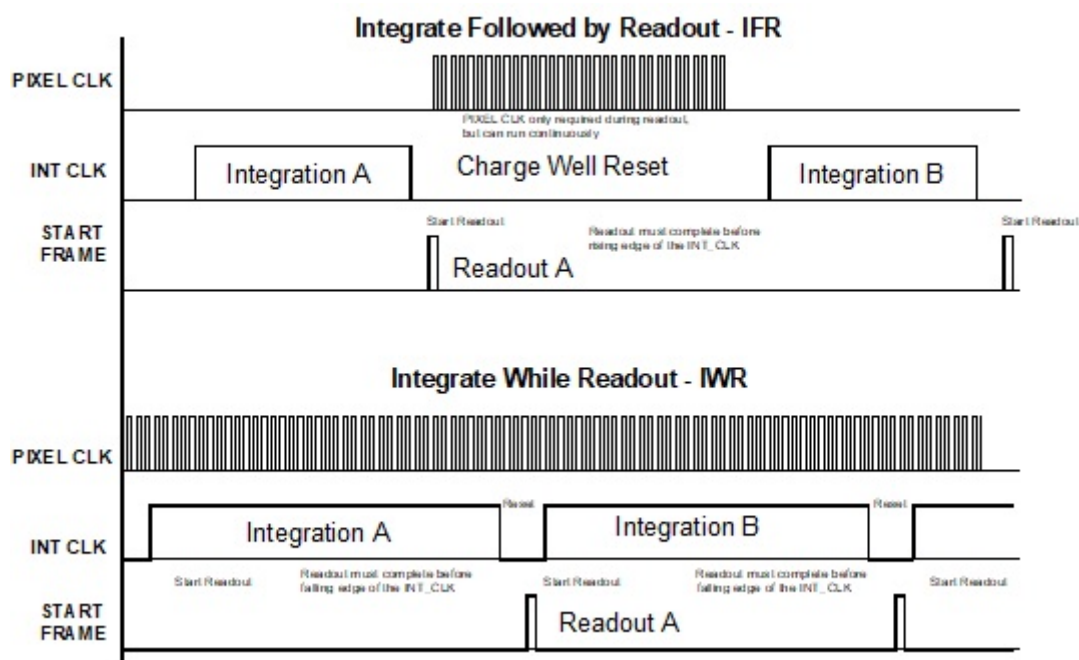 Integrate Followed by Readout - IFR
PIXEL CLK
PIXEL CLK only required during readout,
but can run continuously
INT CLK
Integration A
Charge Well Reset
Integration B
START
FRAME
Start Readout
Readout must complete before
rising edge of the INT_CLK
Start Readout
Readout A
Integrate While Readout - IWR
PIXEL CLK
Reset
Reset
INT CLK
Integration A
Integration B
Start Readout
Readout must complete before
falling edge of the INT_CLK
Start Readout
Readout must complete before
falling edge of the INT_CLK
Start Readout
START
FRAME
Readout A